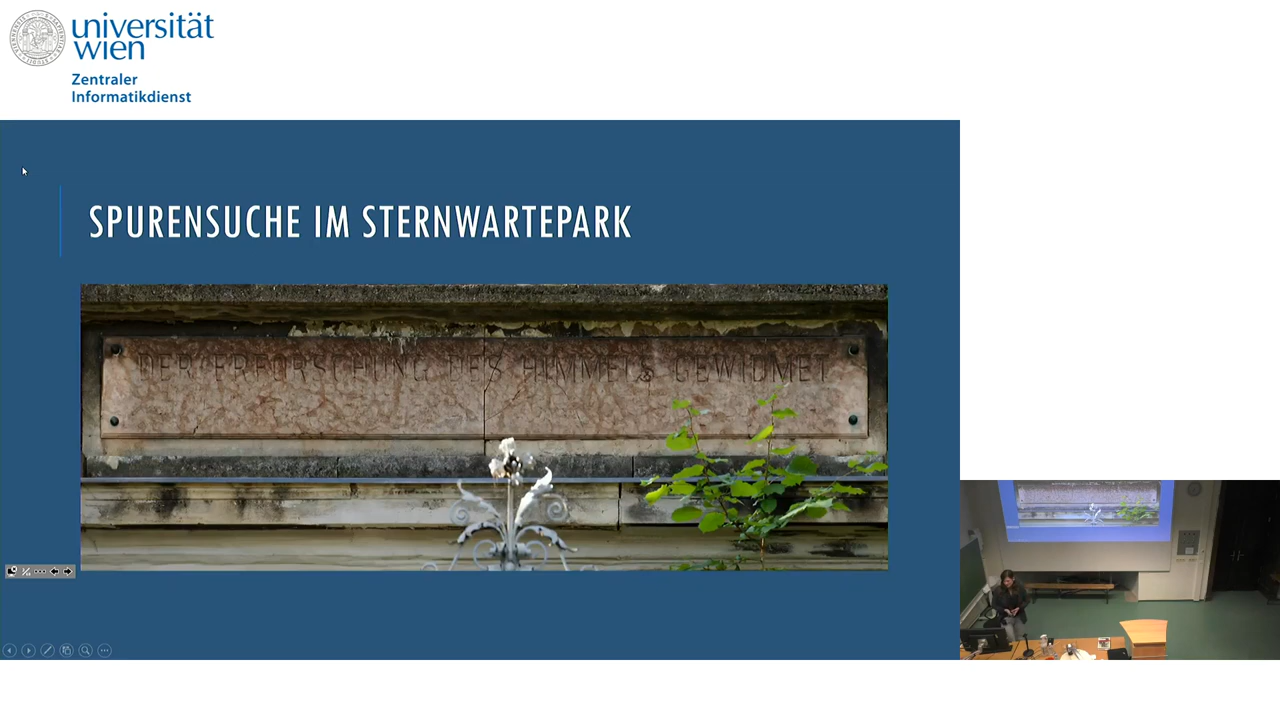 universität
wien
Zentraler
Informatikdienst
SPURENSUCHE IM STERNWARTEPARK
DER ERFORSCHUNG DES HIMMELS GEWIDMET